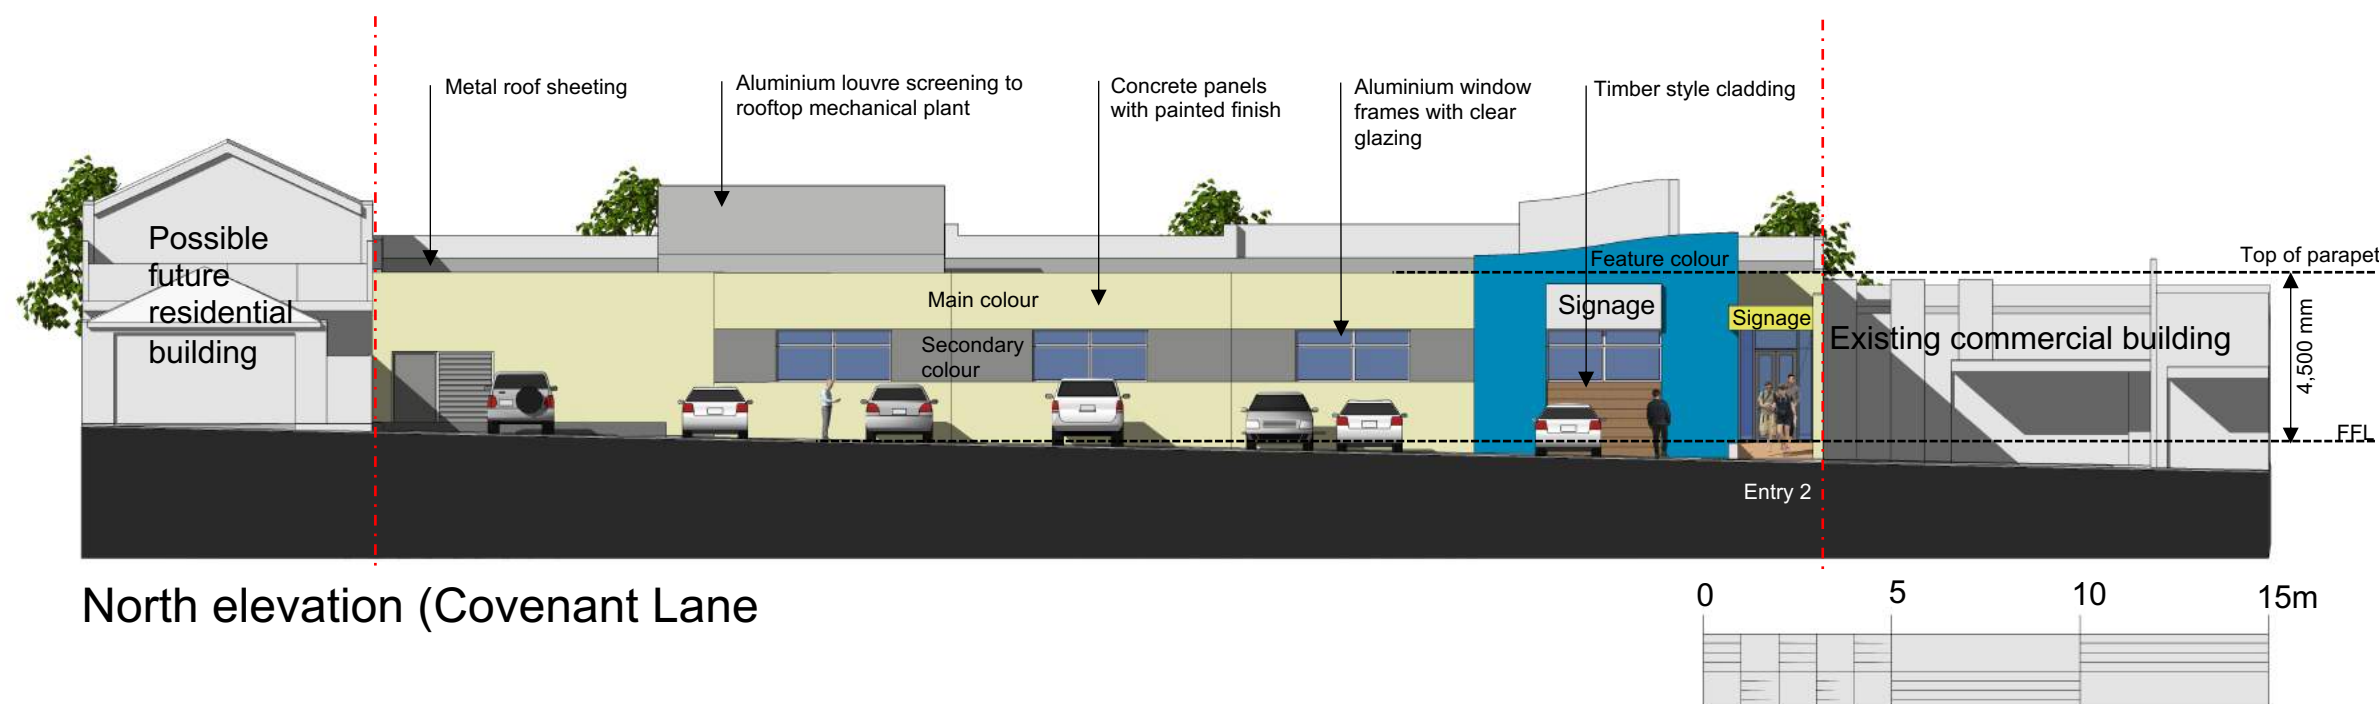 Metal roof sheeting
Aluminium louvre screening to
rooftop mechanical plant
Concrete panels
with painted finish
Aluminium window
frames with clear
glazing
Timber style cladding
Possible
future
residential
building
Main colour
Secondary
colour
Feature colour
Signage
Signage
Top of parapet
Existing commercial building
4,500 mm
FFL
Entry 2
North elevation (Covenant Lane
0 5 10 15m